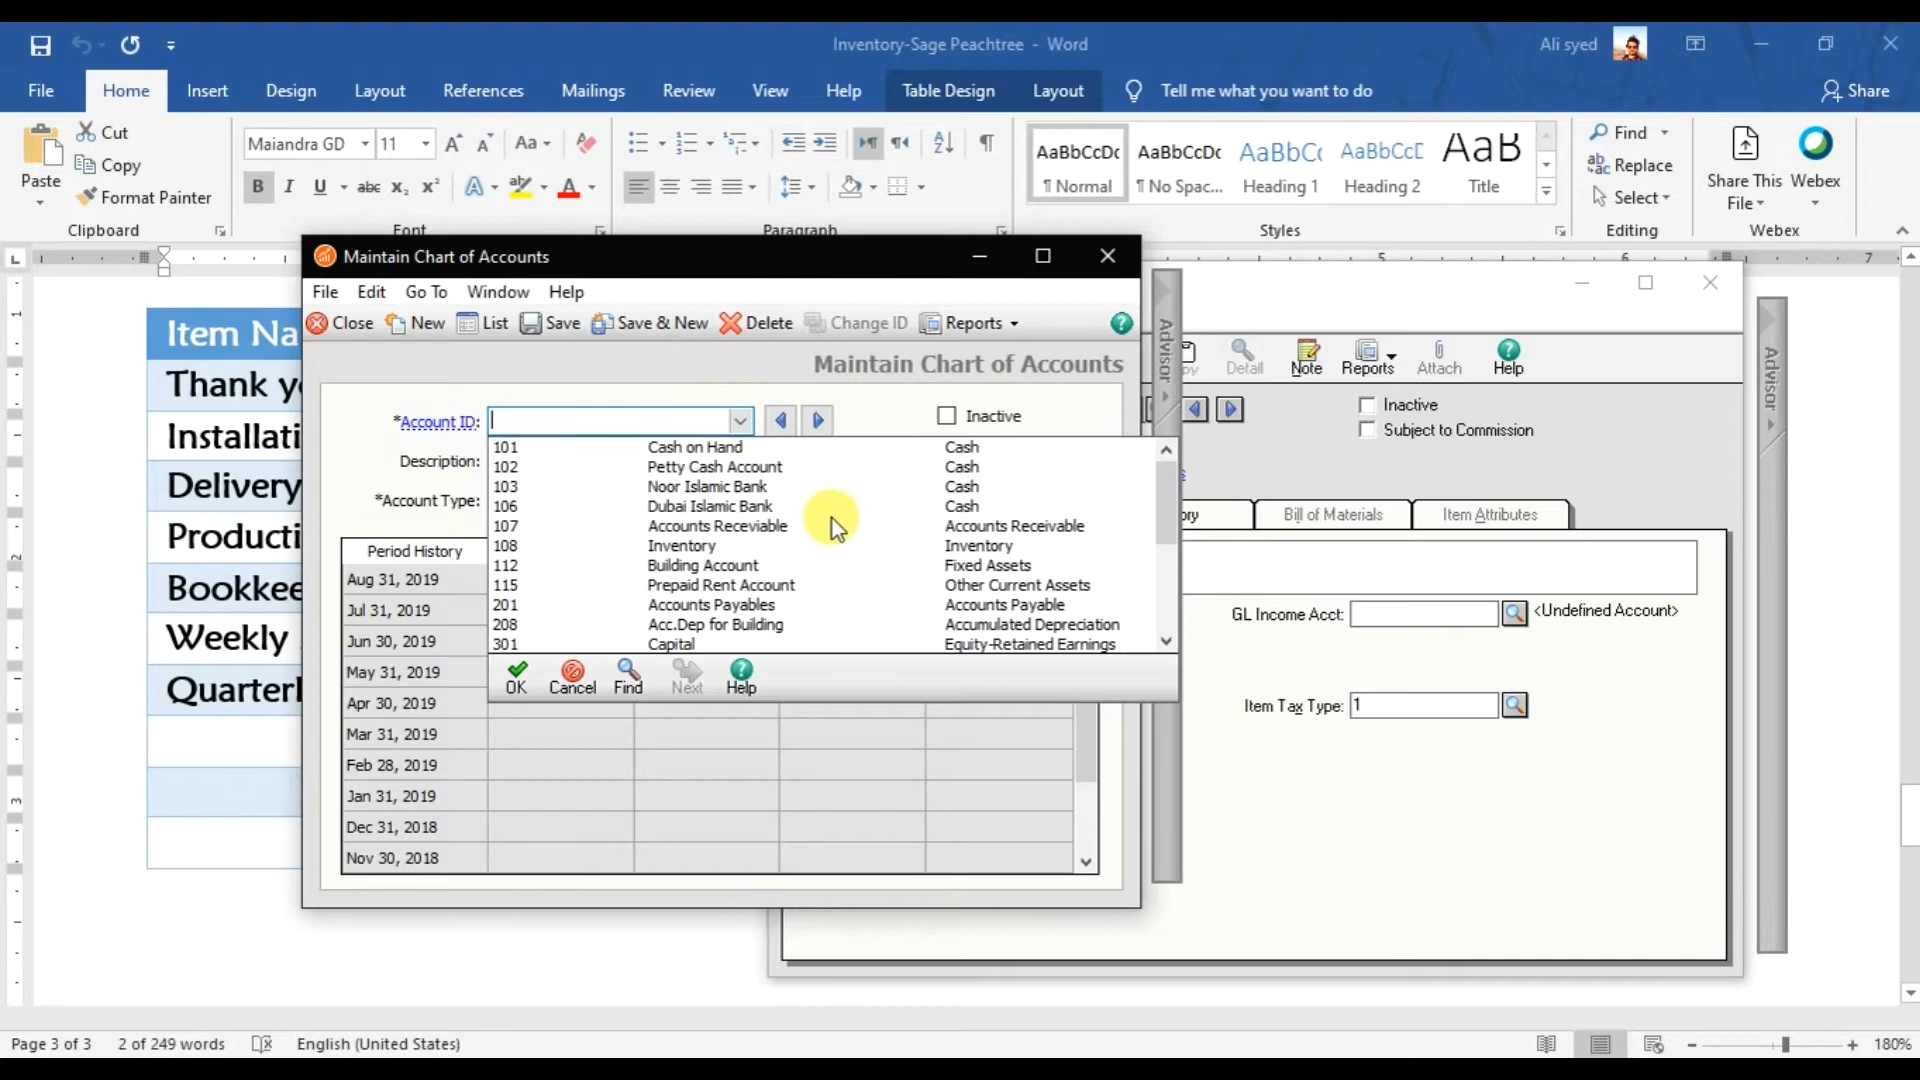 Inventory-Sage Peachtree - Word
Ali syed
File Home Insert Design Layout References Mailings Review View Help Table Design Layout Tell me what you want to do Share
Cut
Copy
Format Painter
Paste
Clipboard
Maiandra GD 11
Font
Paragraph
AaBbCcDc AaBbCcDc AaBbCc AaBbCcC AaB
¶ Normal ¶ No Spac... Heading 1 Heading 2 Title
Styles
Find
Replace
Select
Editing
Share This File
Webex
Webex
5 6 7
Item Na
Thank yo
Installati
Delivery
Producti
Bookkee
Weekly
Quarterl
Maintain Chart of Accounts
File Edit Go To Window Help
Close New List Save Save & New Delete Change ID Reports
Maintain Chart of Accounts
*Account ID:
Inactive
Description:
*Account Type:
101 Cash on Hand Cash
102 Petty Cash Account Cash
103 Noor Islamic Bank Cash
106 Dubai Islamic Bank Cash
107 Accounts Receviable Accounts Receivable
108 Inventory Inventory
112 Building Account Fixed Assets
115 Prepaid Rent Account Other Current Assets
201 Accounts Payables Accounts Payable
208 Acc.Dep for Building Accumulated Depreciation
301 Capital Equity-Retained Earnings
OK Cancel Find Next Help
Period History
Aug 31, 2019
Jul 31, 2019
Jun 30, 2019
May 31, 2019
Apr 30, 2019
Mar 31, 2019
Feb 28, 2019
Jan 31, 2019
Dec 31, 2018
Nov 30, 2018
Advisor
Detail Note Reports Attach Help
Inactive
Subject to Commission
Bill of Materials Item Attributes
GL Income Acct: <Undefined Account>
Item Tax Type: 1
Advisor
Page 3 of 3 2 of 249 words English (United States) 180%